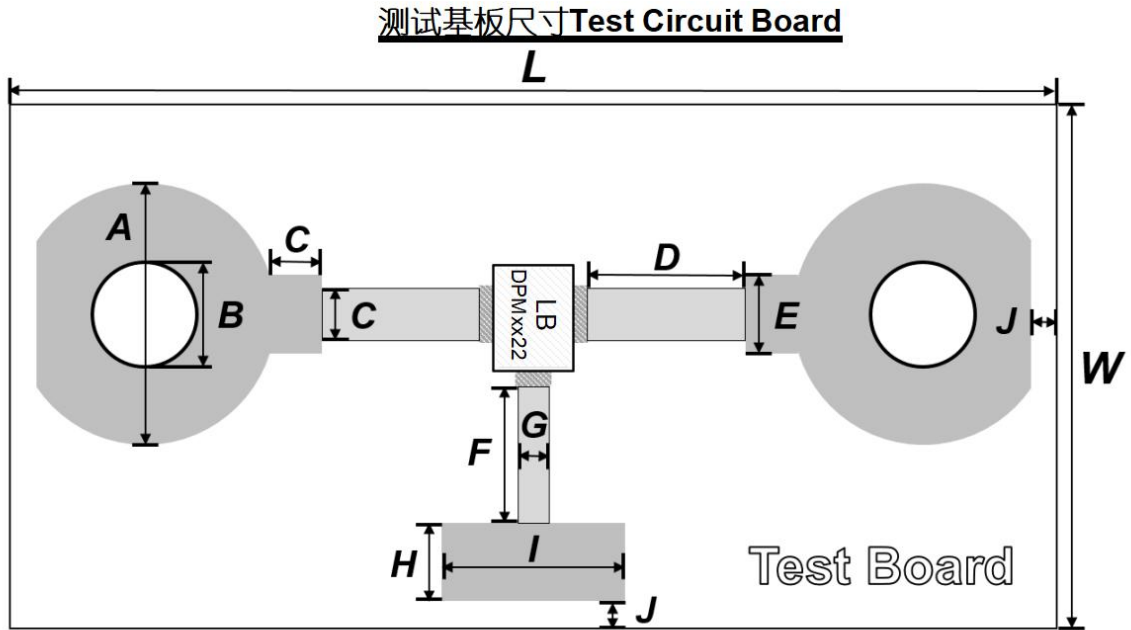 测试基板尺寸Test Circuit Board
L
A
B
C
C
D
E
J
W
LB
DPMxx22
F
G
H
I
J
Test Board